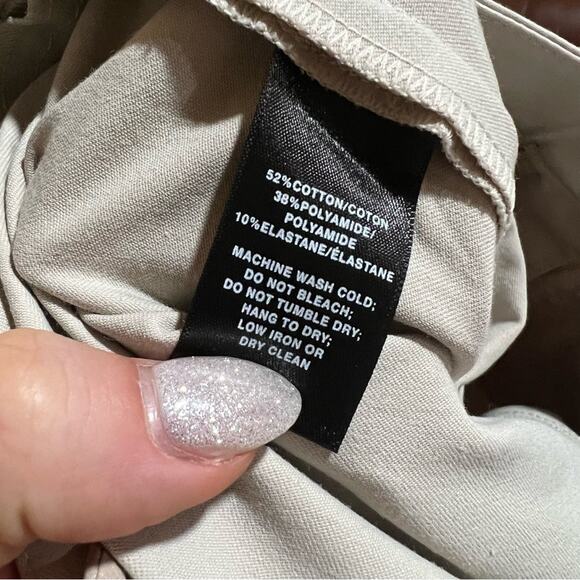 52%COTTON/COTON
38%POLYAMIDE/
POLYAMIDE
10%ELASTANE/ÉLASTANE
MACHINE WASH COLD;
DO NOT BLEACH;
DO NOT TUMBLE DRY;
HANG TO DRY;
LOW IRON OR
DRY CLEAN